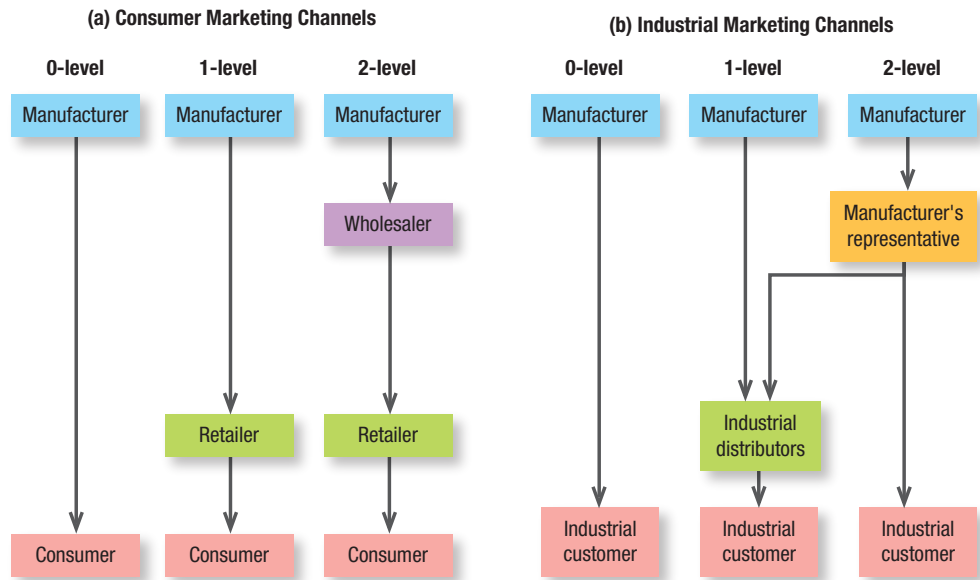 (a) Consumer Marketing Channels
0-level
1-level
2-level
Manufacturer
Manufacturer
Manufacturer
Wholesaler
Retailer
Retailer
Consumer
Consumer
Consumer
(b) Industrial Marketing Channels
0-level
1-level
2-level
Manufacturer
Manufacturer
Manufacturer
Manufacturer's
representative
Industrial
distributors
Industrial
customer
Industrial
customer
Industrial
customer